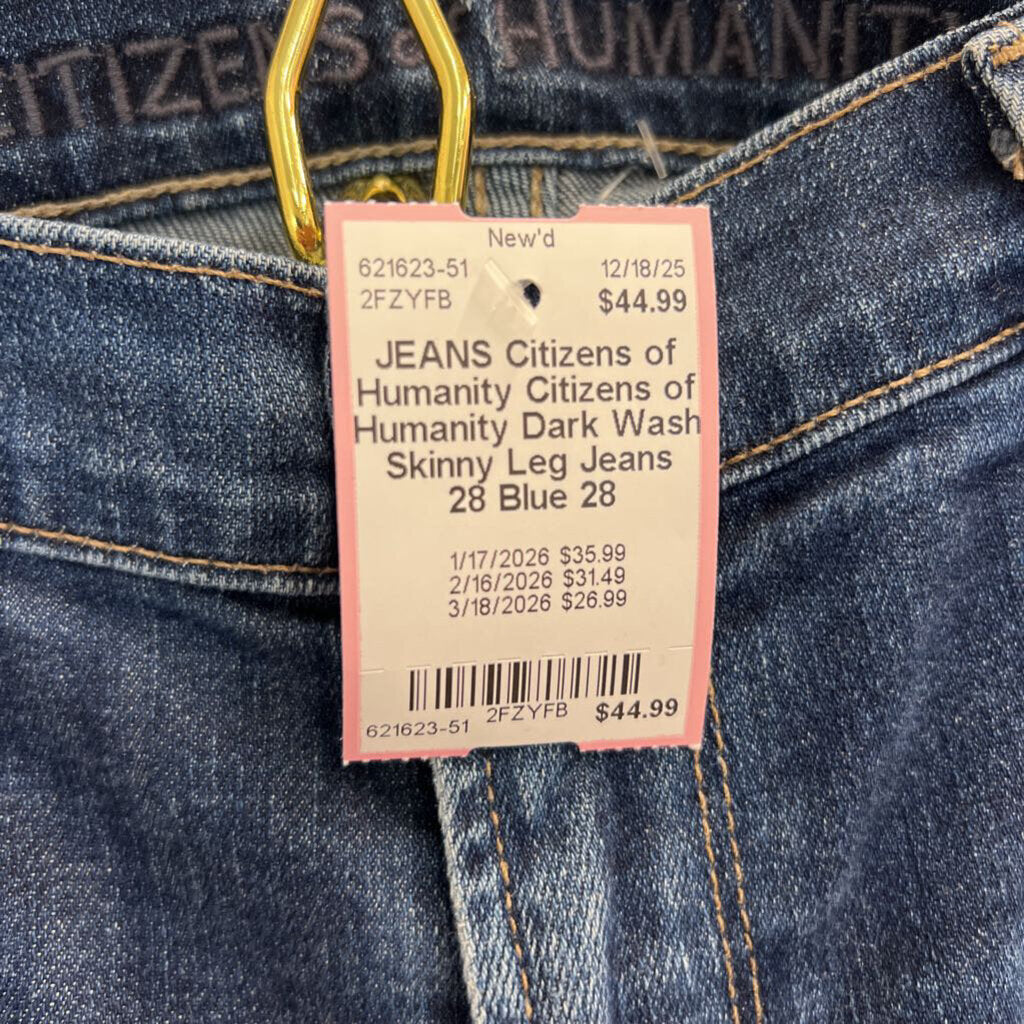 CITIZENS of HUMANITY
New'd
621623-51 12/18/25
2FZYFB $44.99
JEANS Citizens of
Humanity Citizens of
Humanity Dark Wash
Skinny Leg Jeans
28 Blue 28
1/17/2026 $35.99
2/16/2026 $31.49
3/18/2026 $26.99
621623-51 2FZYFB $44.99